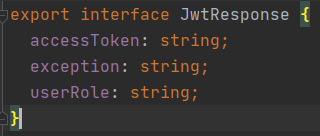 export interface JwtResponse {
  accessToken: string;
  exception: string;
  userRole: string;
}